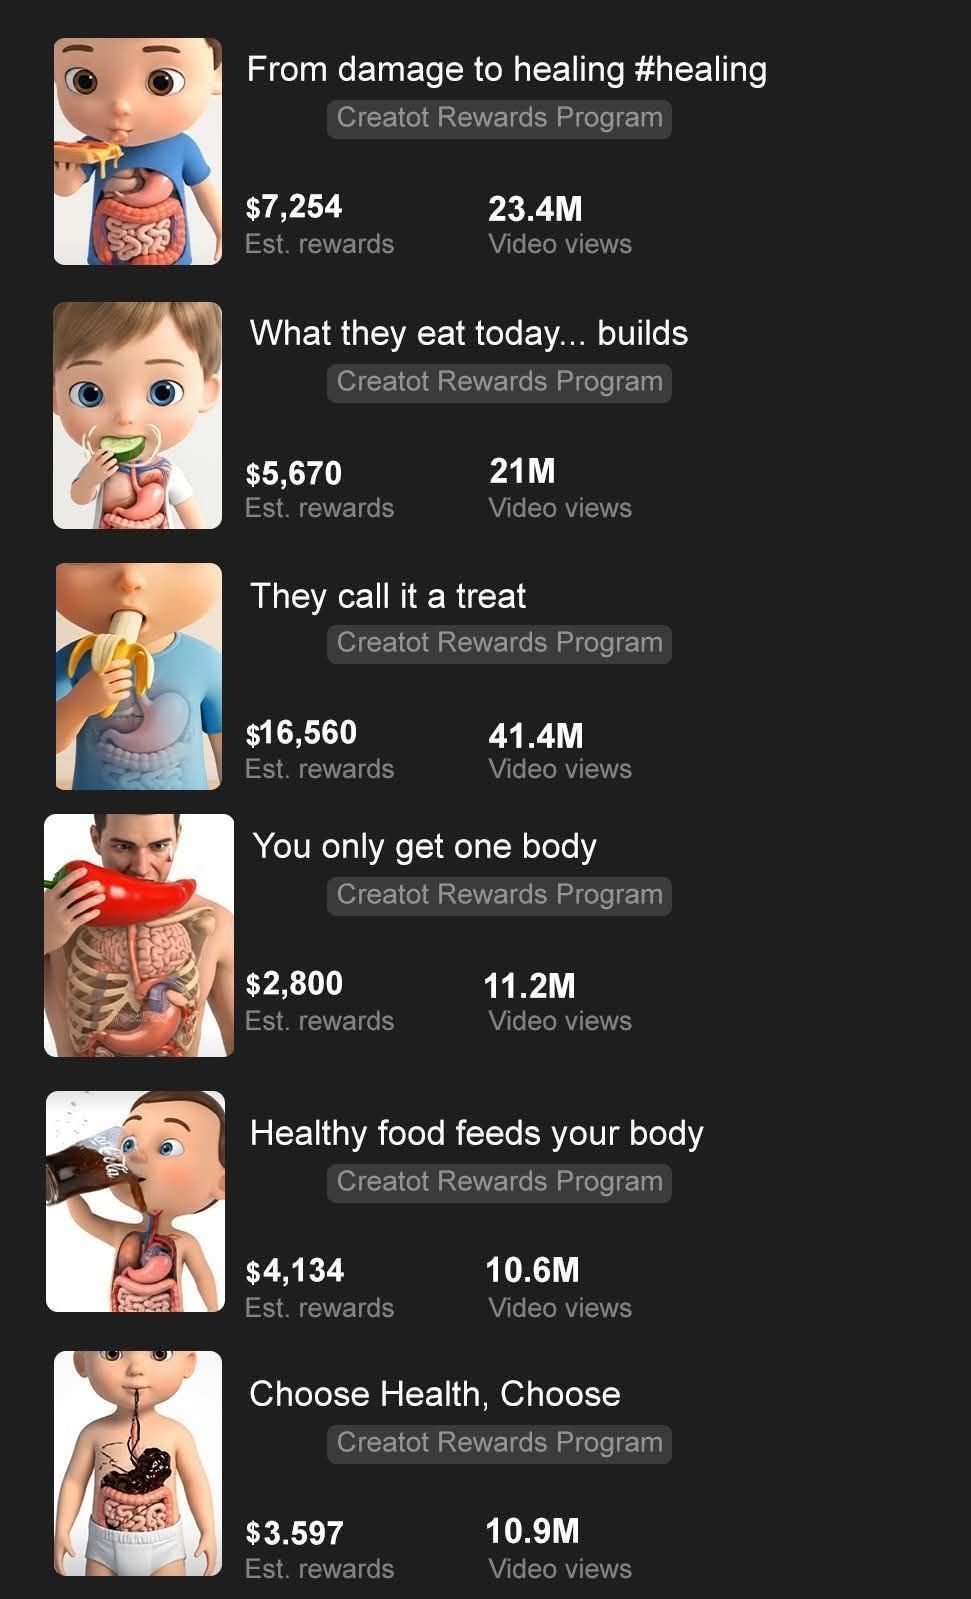 From damage to healing #healing
Creatot Rewards Program
$7,254 23.4M
Est. rewards Video views
What they eat today... builds
Creatot Rewards Program
$5,670 21M
Est. rewards Video views
They call it a treat
Creatot Rewards Program
$16,560 41.4M
Est. rewards Video views
You only get one body
Creatot Rewards Program
$2,800 11.2M
Est. rewards Video views
Healthy food feeds your body
Creatot Rewards Program
$4,134 10.6M
Est. rewards Video views
Choose Health, Choose
Creatot Rewards Program
$3.597 10.9M
Est. rewards Video views